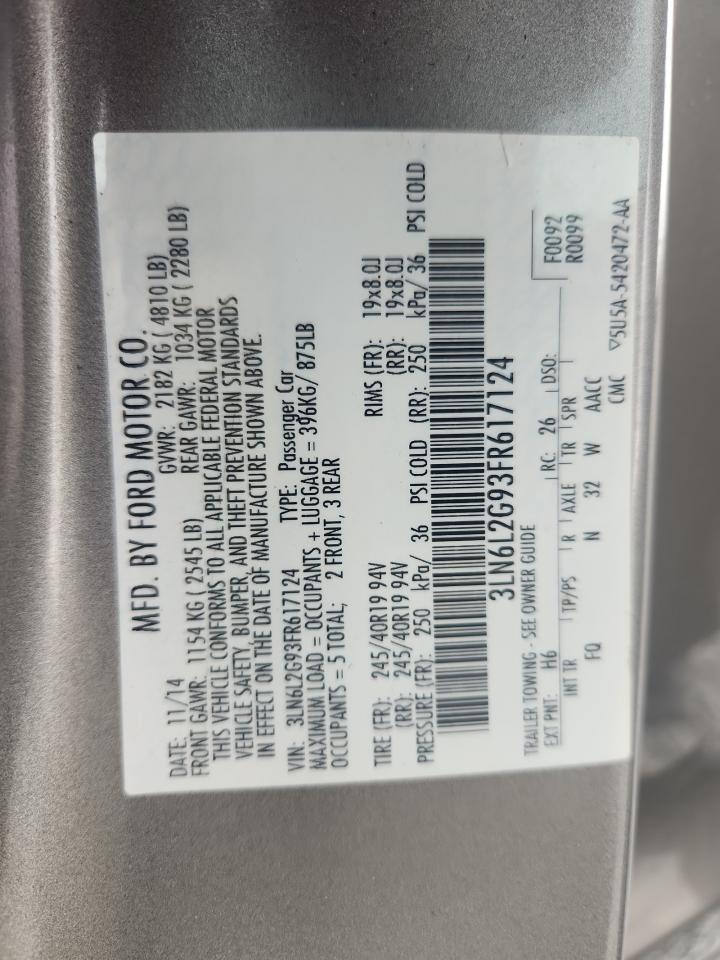 MFD. BY FORD MOTOR CO.
DATE: 11/14 GVWR: 2182 KG ( 4810 LB)
FRONT GAWR: 1154 KG ( 2545 LB) REAR GAWR: 1034 KG ( 2280 LB)
THIS VEHICLE CONFORMS TO ALL APPLICABLE FEDERAL MOTOR
VEHICLE SAFETY, BUMPER, AND THEFT PREVENTION STANDARDS
IN EFFECT ON THE DATE OF MANUFACTURE SHOWN ABOVE.
VIN: 3LN6L2G93FR617124 TYPE: Passenger Car
MAXIMUM LOAD = OCCUPANTS + LUGGAGE = 396KG/ 875LB
OCCUPANTS = 5 TOTAL; 2 FRONT, 3 REAR
TIRE (FR): 245/40R19 94V RIMS (FR): 19x8.0J
(RR): 245/40R19 94V (RR): 19x8.0J
PRESSURE (FR): 250 kPa/ 36 PSI COLD (RR): 250 kPa/ 36 PSI COLD
3LN6L2G93FR617124
TRAILER TOWING - SEE OWNER GUIDE F0092
EXT PNT: H6 RC: 26 DSO: R0099
INT TR TP/PS R AXLE TR SPR
FQ N 32 W AACC
CMC ▽5U5A-5420472-AA